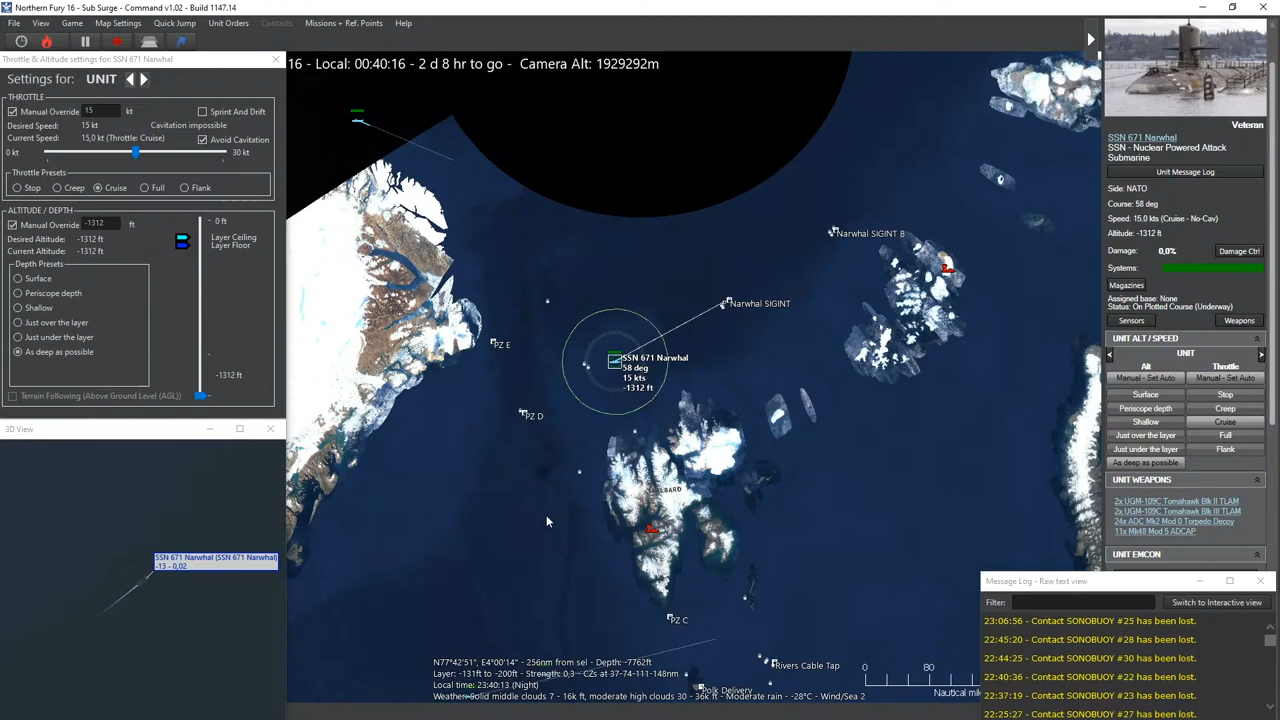 Northern Fury 16 - Sub Surge - Command v1.02 - Build 1147.14
File View Game Map Settings Quick Jump Unit Orders Contacts Missions + Ref. Points Help
Throttle & Altitude settings for: SSN 671 Narwhal
Settings for: UNIT
THROTTLE
Manual Override 15 kt Sprint And Drift
Desired Speed: 15 kt Cavitation impossible
Current Speed: 15,0 kt (Throttle: Cruise) Avoid Cavitation
0 kt 30 kt
Throttle Presets
Stop Creep Cruise Full Flank
ALTITUDE / DEPTH
Manual Override -1312 ft
Desired Altitude: -1312 ft
Current Altitude: -1312 ft
0 ft
Layer Ceiling
Layer Floor
Depth Presets
Surface
Periscope depth
Shallow
Just over the layer
Just under the layer
As deep as possible
-1312 ft
Terrain Following (Above Ground Level (AGL))
3D View
SSN 671 Narwhal (SSN 671 Narwhal)
-13 - 0,02
16 - Local: 00:40:16 - 2 d 8 hr to go - Camera Alt: 1929292m
Narwhal SIGINT B
Narwhal SIGINT
PZ E
SSN 671 Narwhal
58 deg
15 kts
-1312 ft
PZ D
PZ C
Rivers Cable Tap
Polk Delivery
N77°42'51", E4°00'14" - 256nm from sel - Depth: -7762ft
Layer: -131ft to -200ft - Strength: 0,3 - CZs at 37-74-111-148nm
Local time: 23:40:13 (Night)
Weather: Solid middle clouds 7 - 16k ft, moderate high clouds 30 - 36k ft - Moderate rain - -28°C - Wind/Sea 2
0 80
Veteran
SSN 671 Narwhal
SSN - Nuclear Powered Attack
Submarine
Unit Message Log
Side: NATO
Course: 58 deg
Speed: 15,0 kts (Cruise - No-Cav)
Altitude: -1312 ft
Damage: 0,0% Damage Ctrl
Systems:
Magazines
Assigned base: None
Status: On Plotted Course (Underway)
Sensors Weapons
UNIT ALT / SPEED
UNIT
Alt Throttle
Manual - Set Auto Manual - Set Auto
Surface Stop
Periscope depth Creep
Shallow Cruise
Just over the layer Full
Just under the layer Flank
As deep as possible
UNIT WEAPONS
2x UGM-109C Tomahawk Blk II TLAM
2x UGM-109C Tomahawk Blk III TLAM
24x ADC Mk2 Mod 0 Torpedo Decoy
11x Mk48 Mod 5 ADCAP
UNIT EMCON
Message Log - Raw text view
Filter: Switch to Interactive view
23:06:56 - Contact SONOBUOY #25 has been lost.
22:45:20 - Contact SONOBUOY #28 has been lost.
22:44:25 - Contact SONOBUOY #30 has been lost.
22:40:36 - Contact SONOBUOY #22 has been lost.
22:37:19 - Contact SONOBUOY #23 has been lost.
22:25:27 - Contact SONOBUOY #27 has been lost.